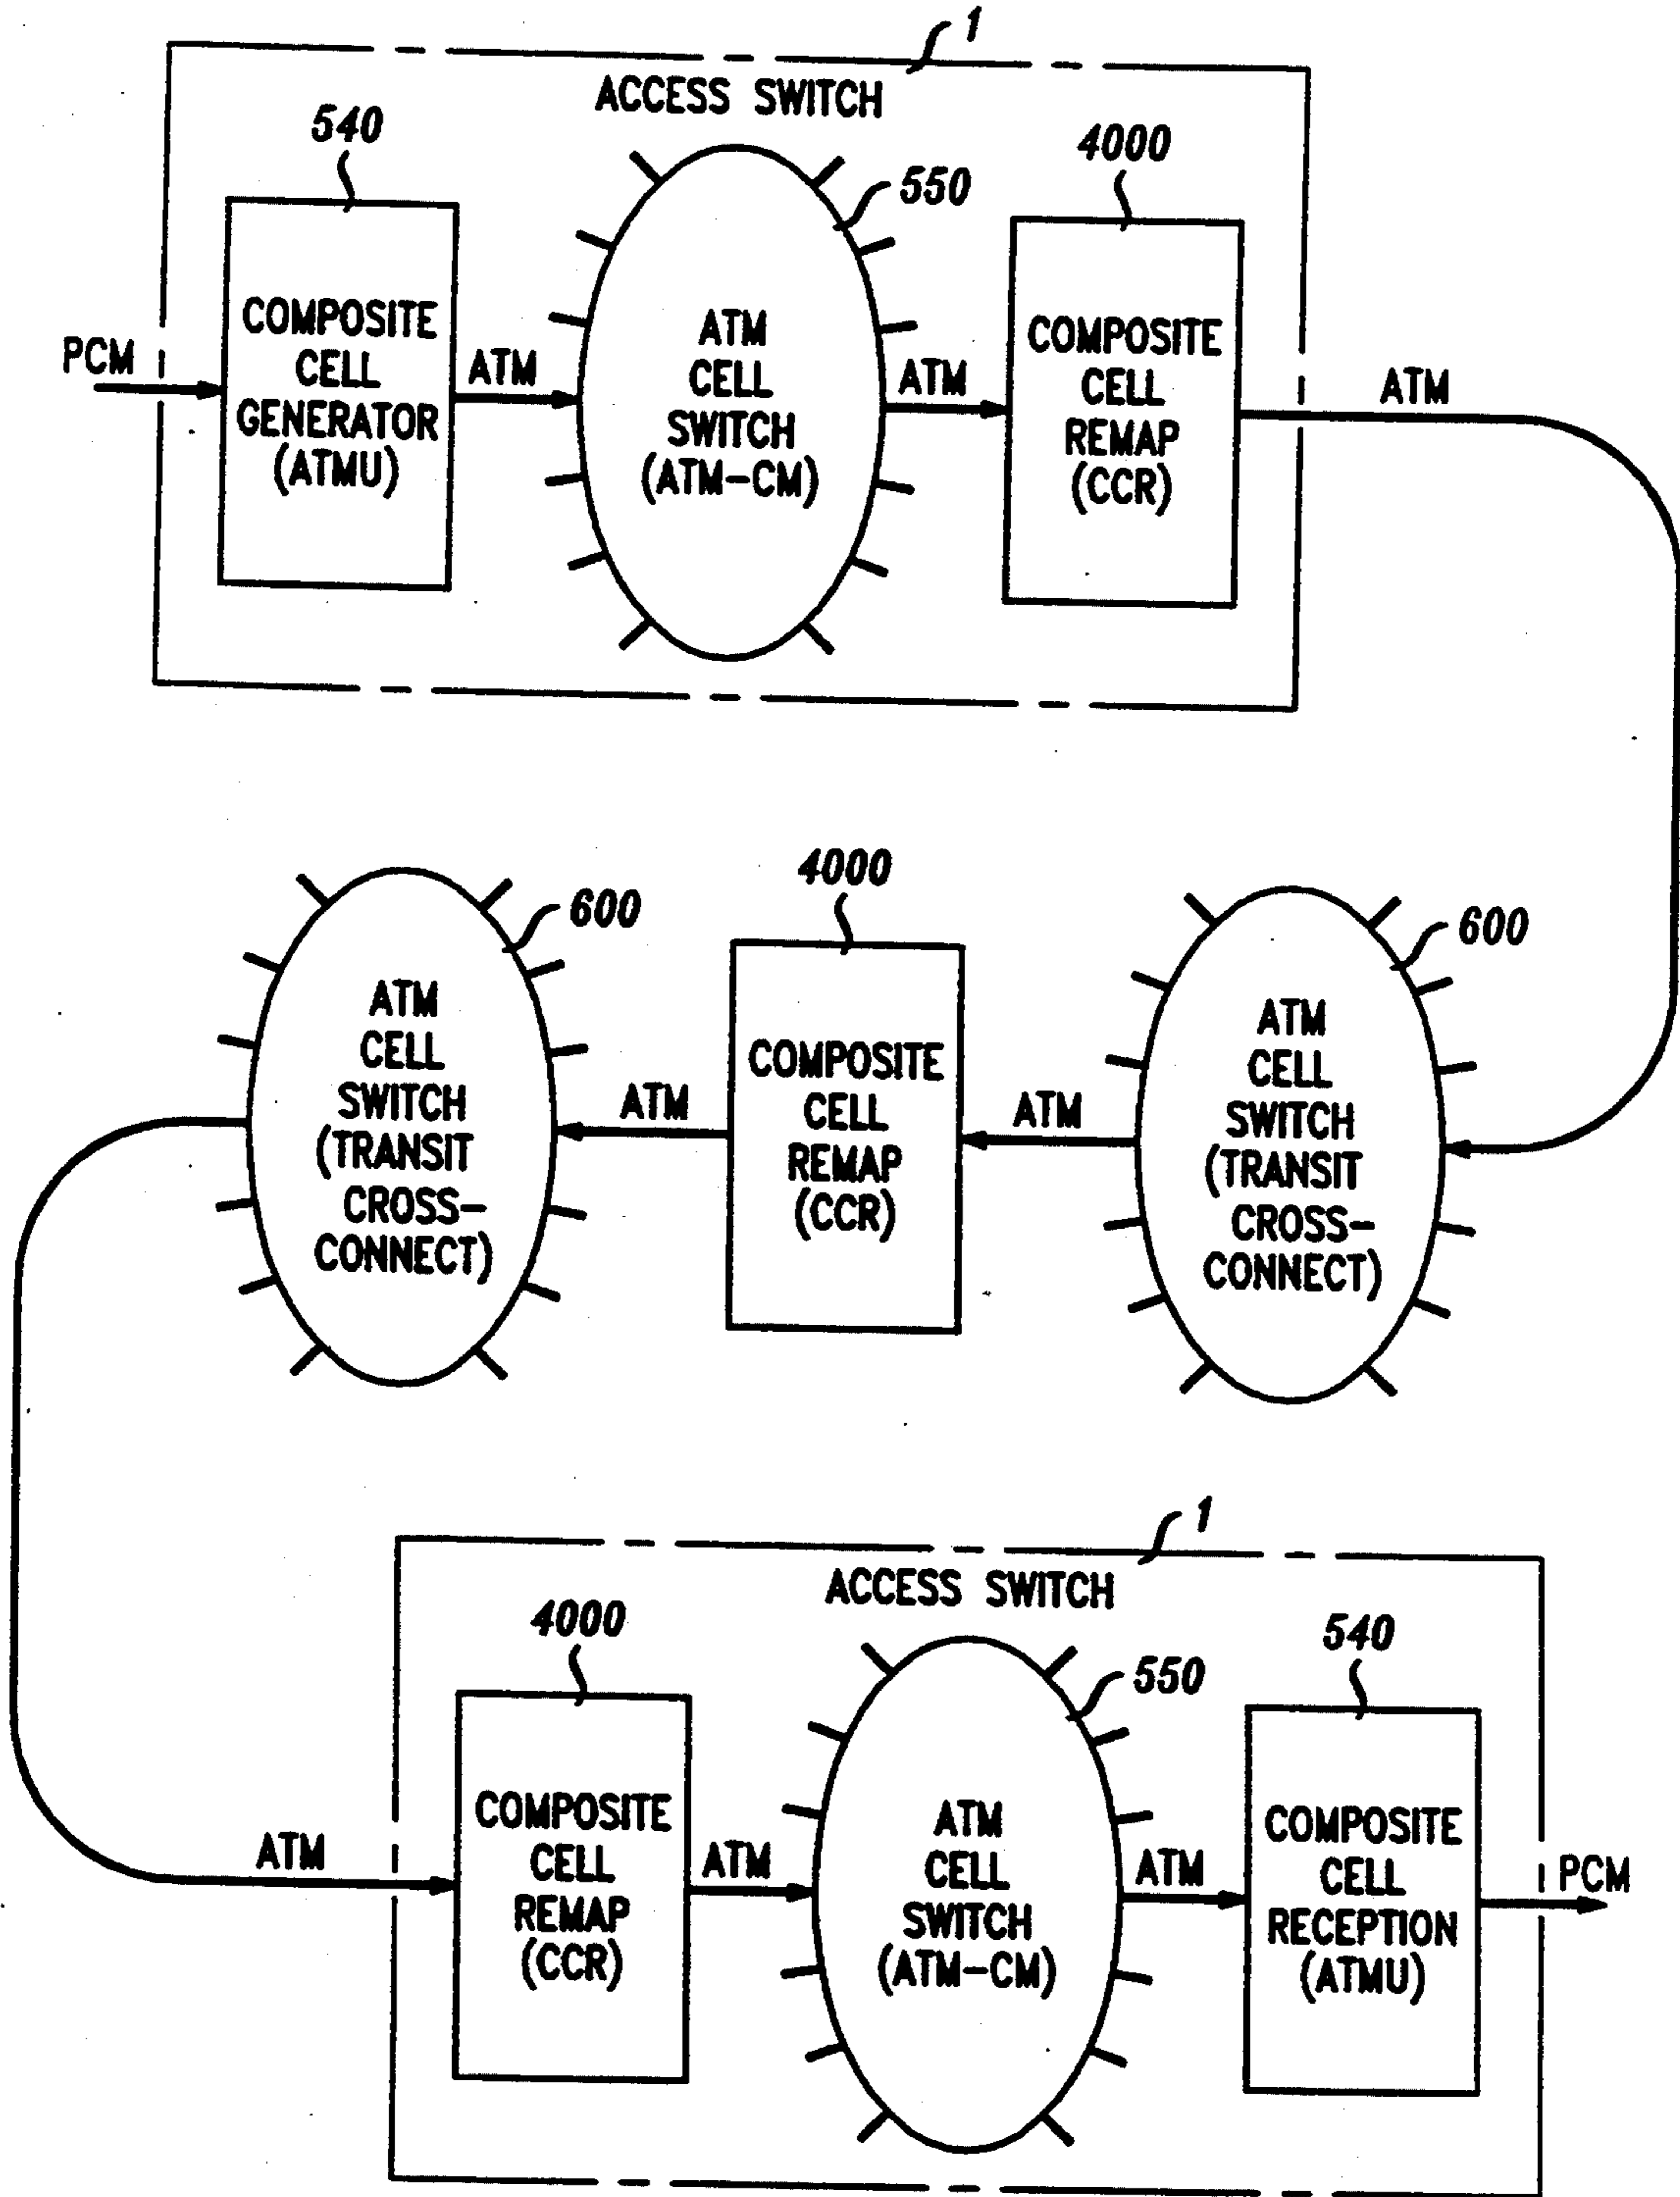 1
ACCESS SWITCH
540
550
4000
PCM
COMPOSITE
CELL
GENERATOR
(ATMU)
ATM
ATM
CELL
SWITCH
(ATM-CM)
ATM
COMPOSITE
CELL
REMAP
(CCR)
ATM
600
ATM
CELL
SWITCH
(TRANSIT
CROSS-
CONNECT)
ATM
4000
COMPOSITE
CELL
REMAP
(CCR)
ATM
600
ATM
CELL
SWITCH
(TRANSIT
CROSS-
CONNECT)
1
ACCESS SWITCH
4000
550
540
ATM
COMPOSITE
CELL
REMAP
(CCR)
ATM
ATM
CELL
SWITCH
(ATM-CM)
ATM
COMPOSITE
CELL
RECEPTION
(ATMU)
PCM